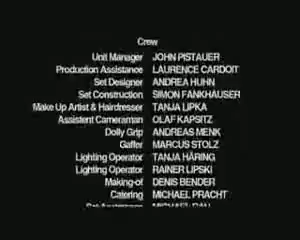 Crew
Unit Manager JOHN PISTAUER
Production Assistance LAURENCE CARDOIT
Set Designer ANDREA HUHN
Set Construction SIMON FANKHAUSER
Make Up Artist & Hairdresser TANJA LIPKA
Assistent Cameraman OLAF KAPSITZ
Dolly Grip ANDREAS MENK
Gaffer MARCUS STOLZ
Lighting Operator TANJA HÄRING
Lighting Operator RAINER LIPSKI
Making-of DENIS BENDER
Catering MICHAEL PRACHT